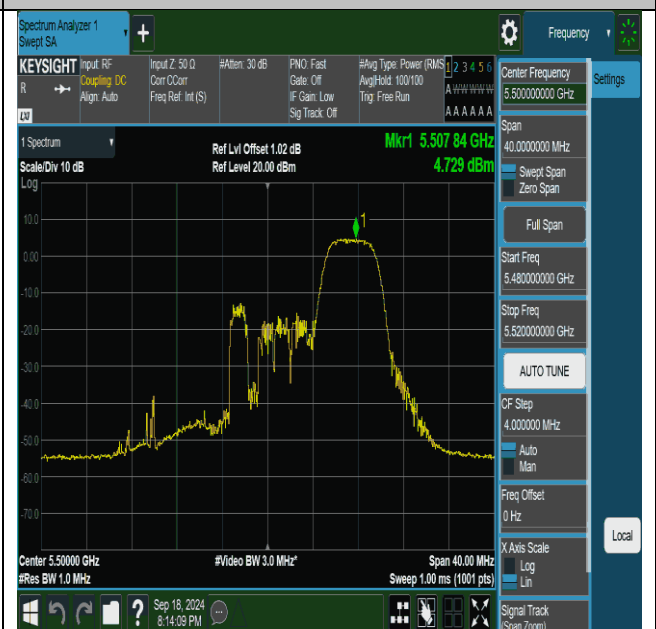 Spectrum Analyzer 1
Swept SA
+
Frequency
KEYSIGHT
R
LXI
Input: RF
Coupling: DC
Align: Auto
Input Z: 50 Ω
Corr CCorr
Freq Ref: Int (S)
#Atten: 30 dB
PNO: Fast
Gate: Off
IF Gain: Low
Sig Track: Off
#Avg Type: Power (RMS
Avg|Hold: 100/100
Trig: Free Run
1 2 3 4 5 6
A W W W W W
A A A A A A
1 Spectrum
Scale/Div 10 dB
Log
Ref Lvl Offset 1.02 dB
Ref Level 20.00 dBm
Mkr1 5.507 84 GHz
4.729 dBm
1
10.0
0.00
-10.0
-20.0
-30.0
-40.0
-50.0
-60.0
-70.0
Center 5.50000 GHz
#Res BW 1.0 MHz
#Video BW 3.0 MHz*
Span 40.00 MHz
Sweep 1.00 ms (1001 pts)
Center Frequency
5.500000000 GHz
Settings
Span
40.0000000 MHz
Swept Span
Zero Span
Full Span
Start Freq
5.480000000 GHz
Stop Freq
5.520000000 GHz
AUTO TUNE
CF Step
4.000000 MHz
Auto
Man
Freq Offset
0 Hz
X Axis Scale
Log
Lin
Local
Signal Track
(Span Zoom)
?
Sep 18, 2024
8:14:09 PM